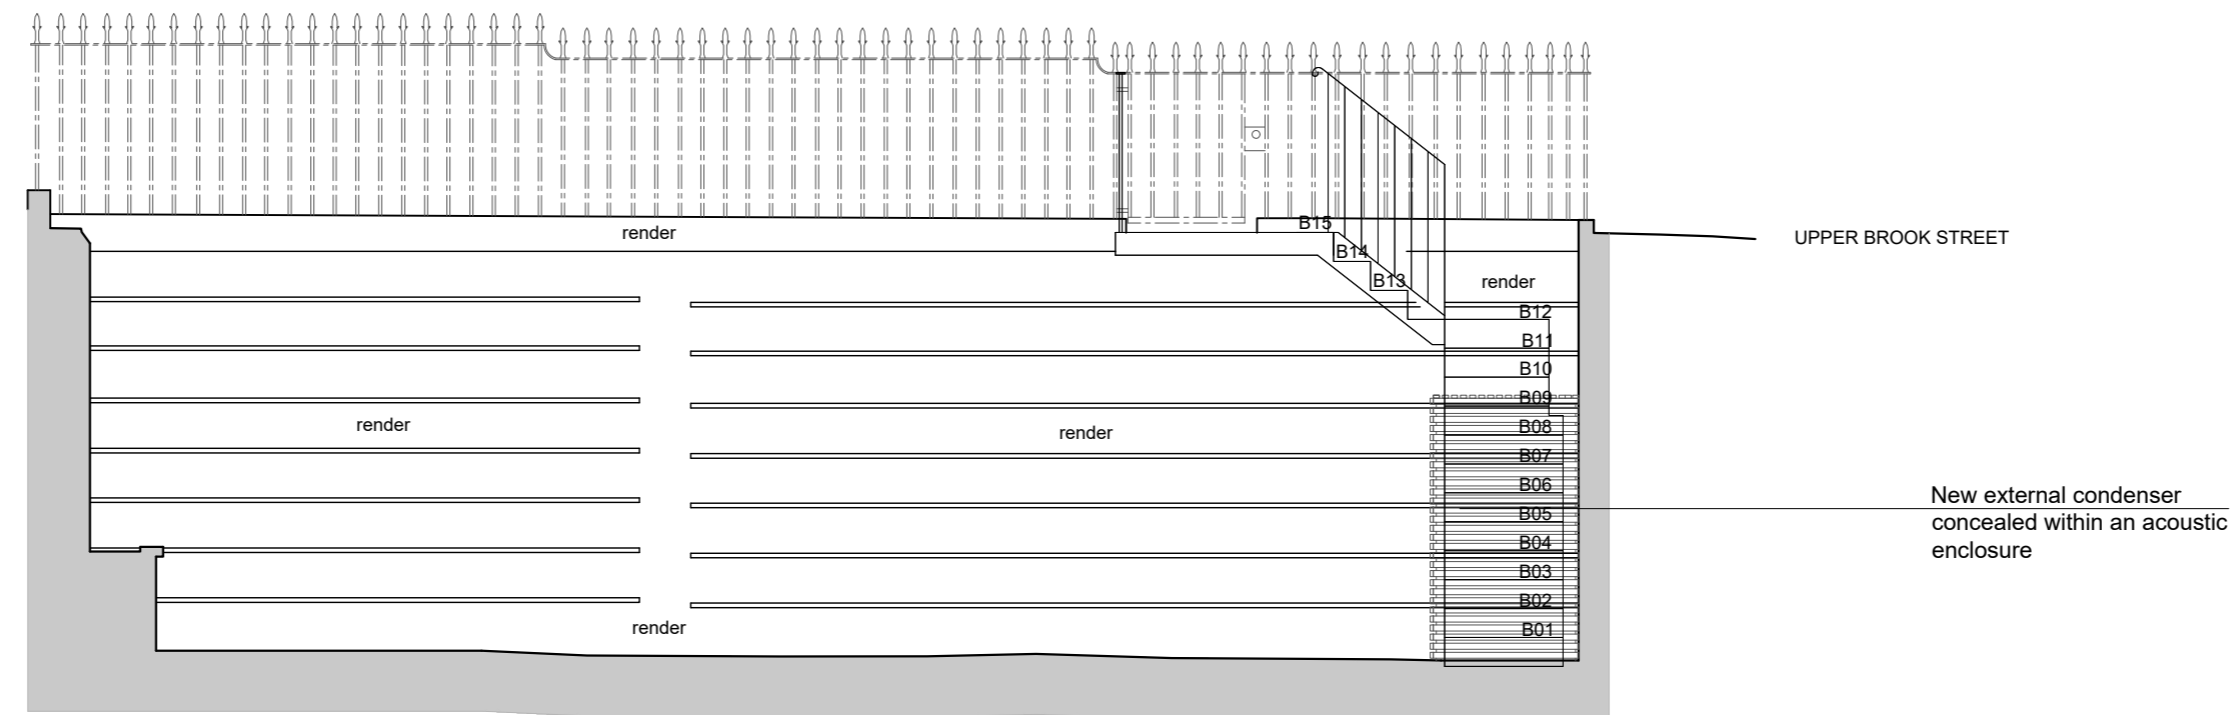 render
B15
UPPER BROOK STREET
B14
B13
render
B12
B11
B10
B09
render
B08
render
B07
B06
New external condenser
concealed within an acoustic
enclosure
B05
B04
B03
B02
render
B01